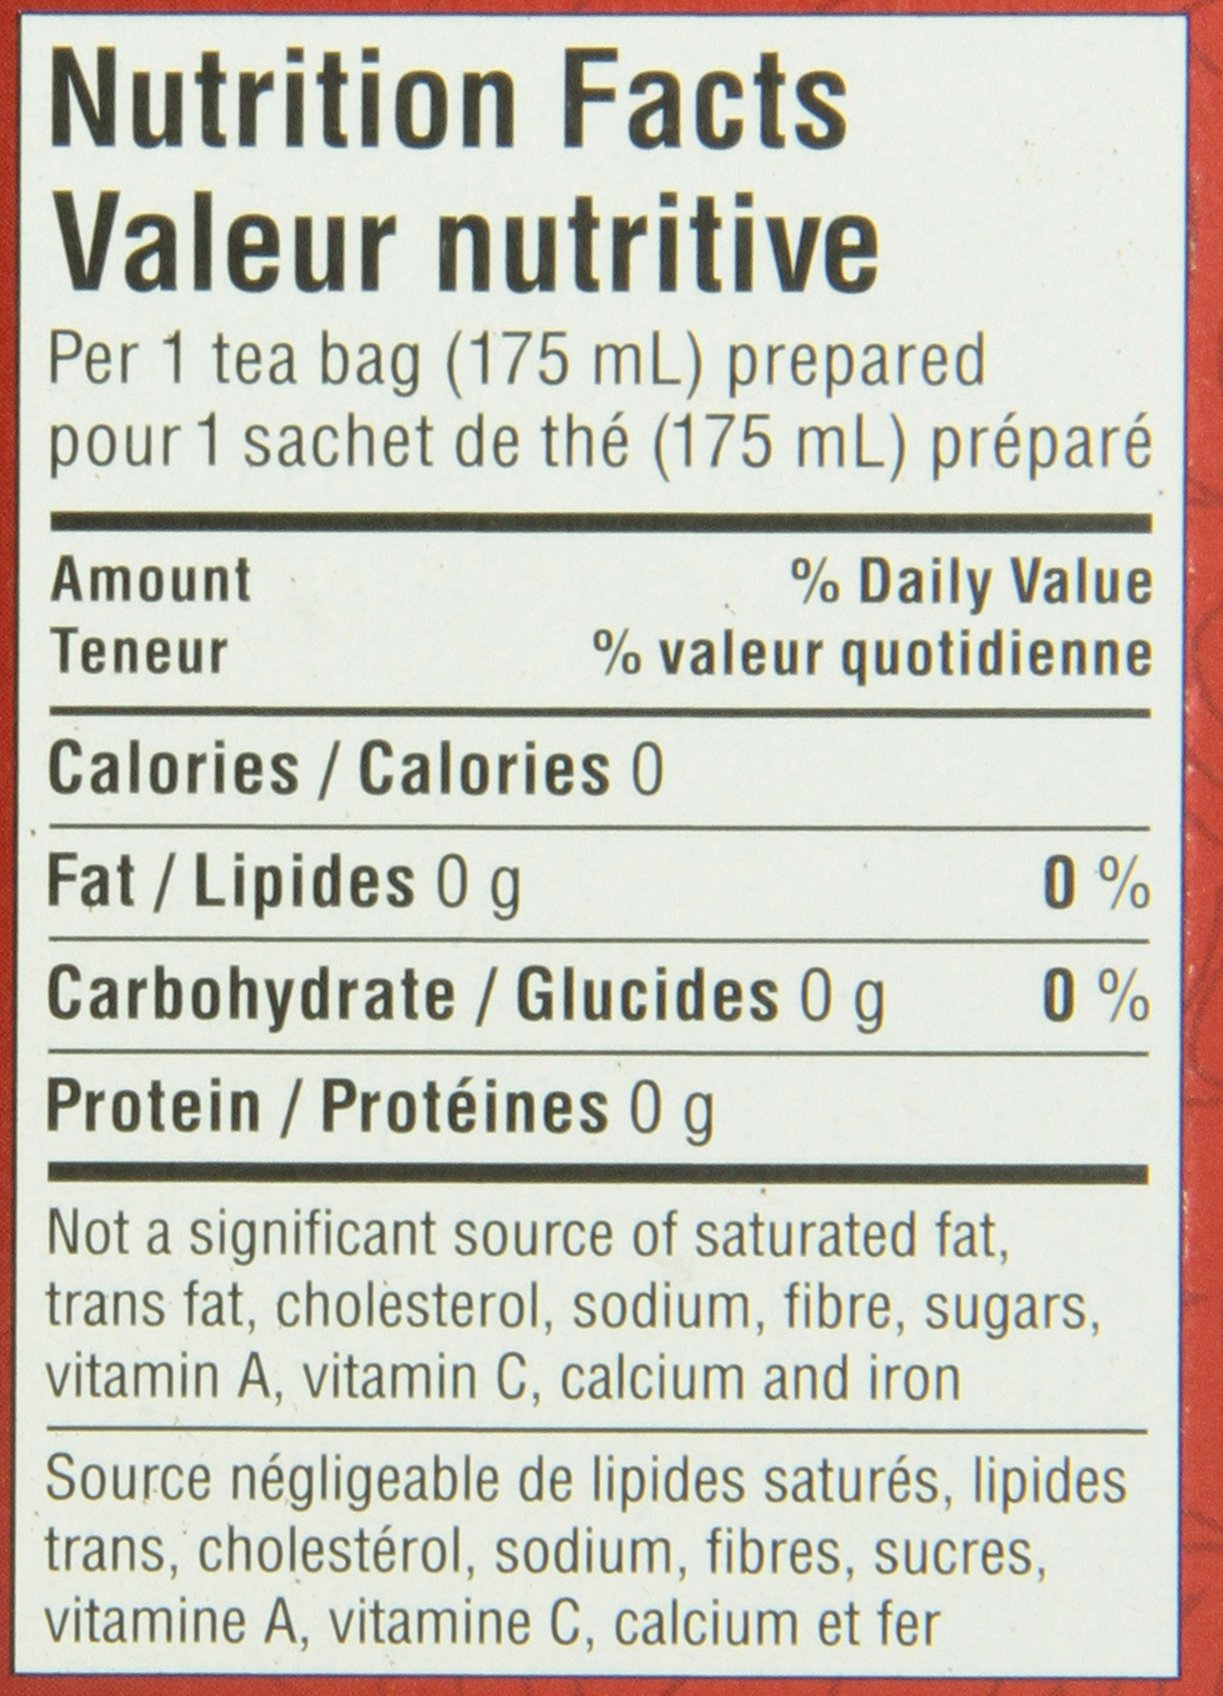 Nutrition Facts
Valeur nutritive
Per 1 tea bag (175 mL) prepared
pour 1 sachet de thé (175 mL) préparé
Amount % Daily Value
Teneur % valeur quotidienne
Calories / Calories 0
Fat / Lipides 0 g 0 %
Carbohydrate / Glucides 0 g 0 %
Protein / Protéines 0 g
Not a significant source of saturated fat,
trans fat, cholesterol, sodium, fibre, sugars,
vitamin A, vitamin C, calcium and iron
Source négligeable de lipides saturés, lipides
trans, cholestérol, sodium, fibres, sucres,
vitamine A, vitamine C, calcium et fer